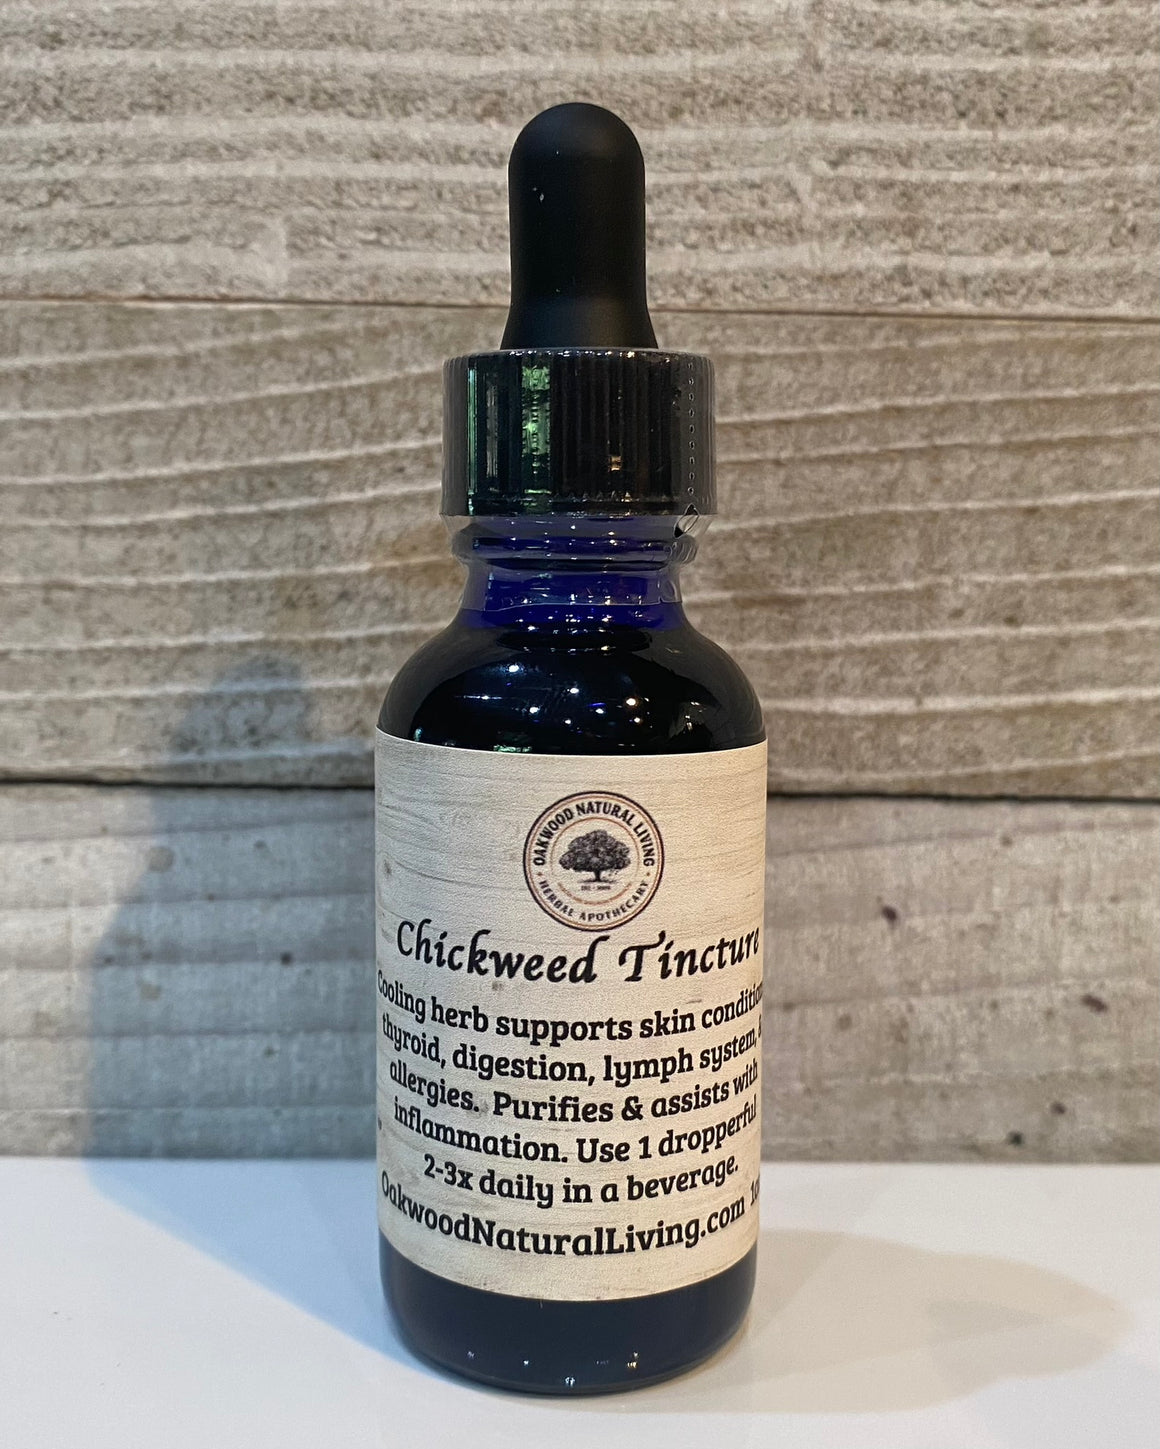 OAKWOOD NATURAL LIVING
HERBAL APOTHECARY
Chickweed Tincture
Cooling herb supports skin condition
thyroid, digestion, lymph system,
allergies. Purifies & assists with
inflammation. Use 1 dropperful
2-3x daily in a beverage.
OakwoodNaturalLiving.com